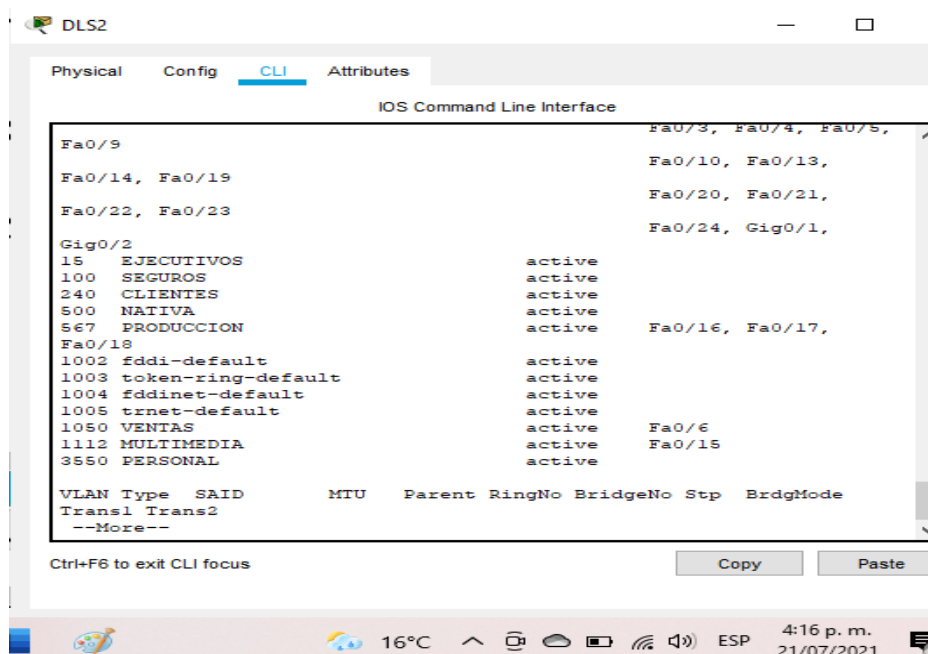 DLS2
Physical Config CLI Attributes
IOS Command Line Interface
Fa0/3, Fa0/4, Fa0/5,
Fa0/9
Fa0/10, Fa0/13,
Fa0/14, Fa0/19
Fa0/20, Fa0/21,
Fa0/22, Fa0/23
Fa0/24, Gig0/1,
Gig0/2
15 EJECUTIVOS active
100 SEGUROS active
240 CLIENTES active
500 NATIVA active
567 PRODUCCION active Fa0/16, Fa0/17,
Fa0/18
1002 fddi-default active
1003 token-ring-default active
1004 fddinet-default active
1005 trnet-default active
1050 VENTAS active Fa0/6
1112 MULTIMEDIA active Fa0/15
3550 PERSONAL active
VLAN Type SAID MTU Parent RingNo BridgeNo Stp BrdgMode
Trans1 Trans2
--More--
Ctrl+F6 to exit CLI focus
Copy Paste
16°C ESP 4:16 p. m.
21/07/2021